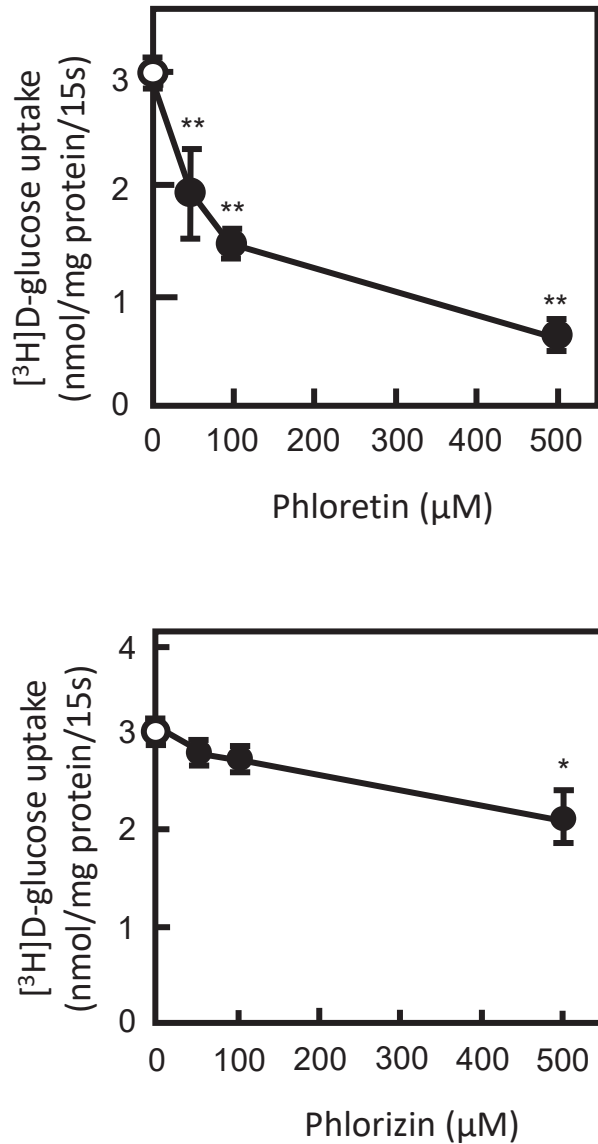 [³H]D-glucose uptake
(nmol/mg protein/15s)
3
2
1
0
**
**
**
0 100 200 300 400 500
Phloretin (μM)
[³H]D-glucose uptake
(nmol/mg protein/15s)
4
3
2
1
0
*
0 100 200 300 400 500
Phlorizin (μM)